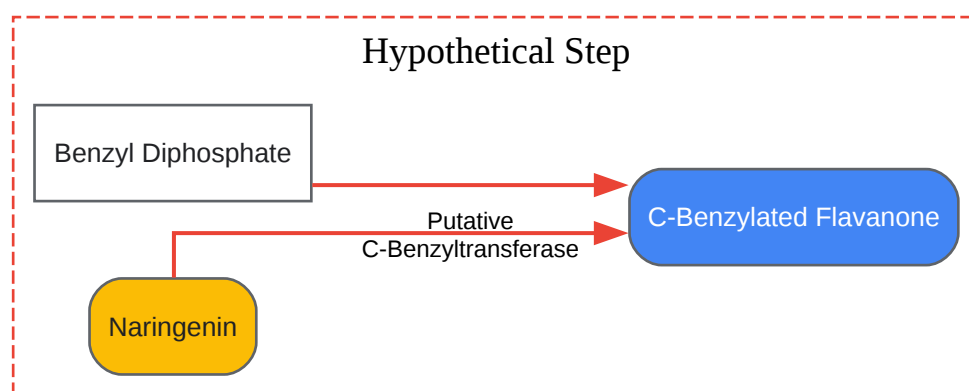 Hypothetical Step
Benzyl Diphosphate
C-Benzylated Flavanone
Putative
C-Benzyltransferase
Naringenin